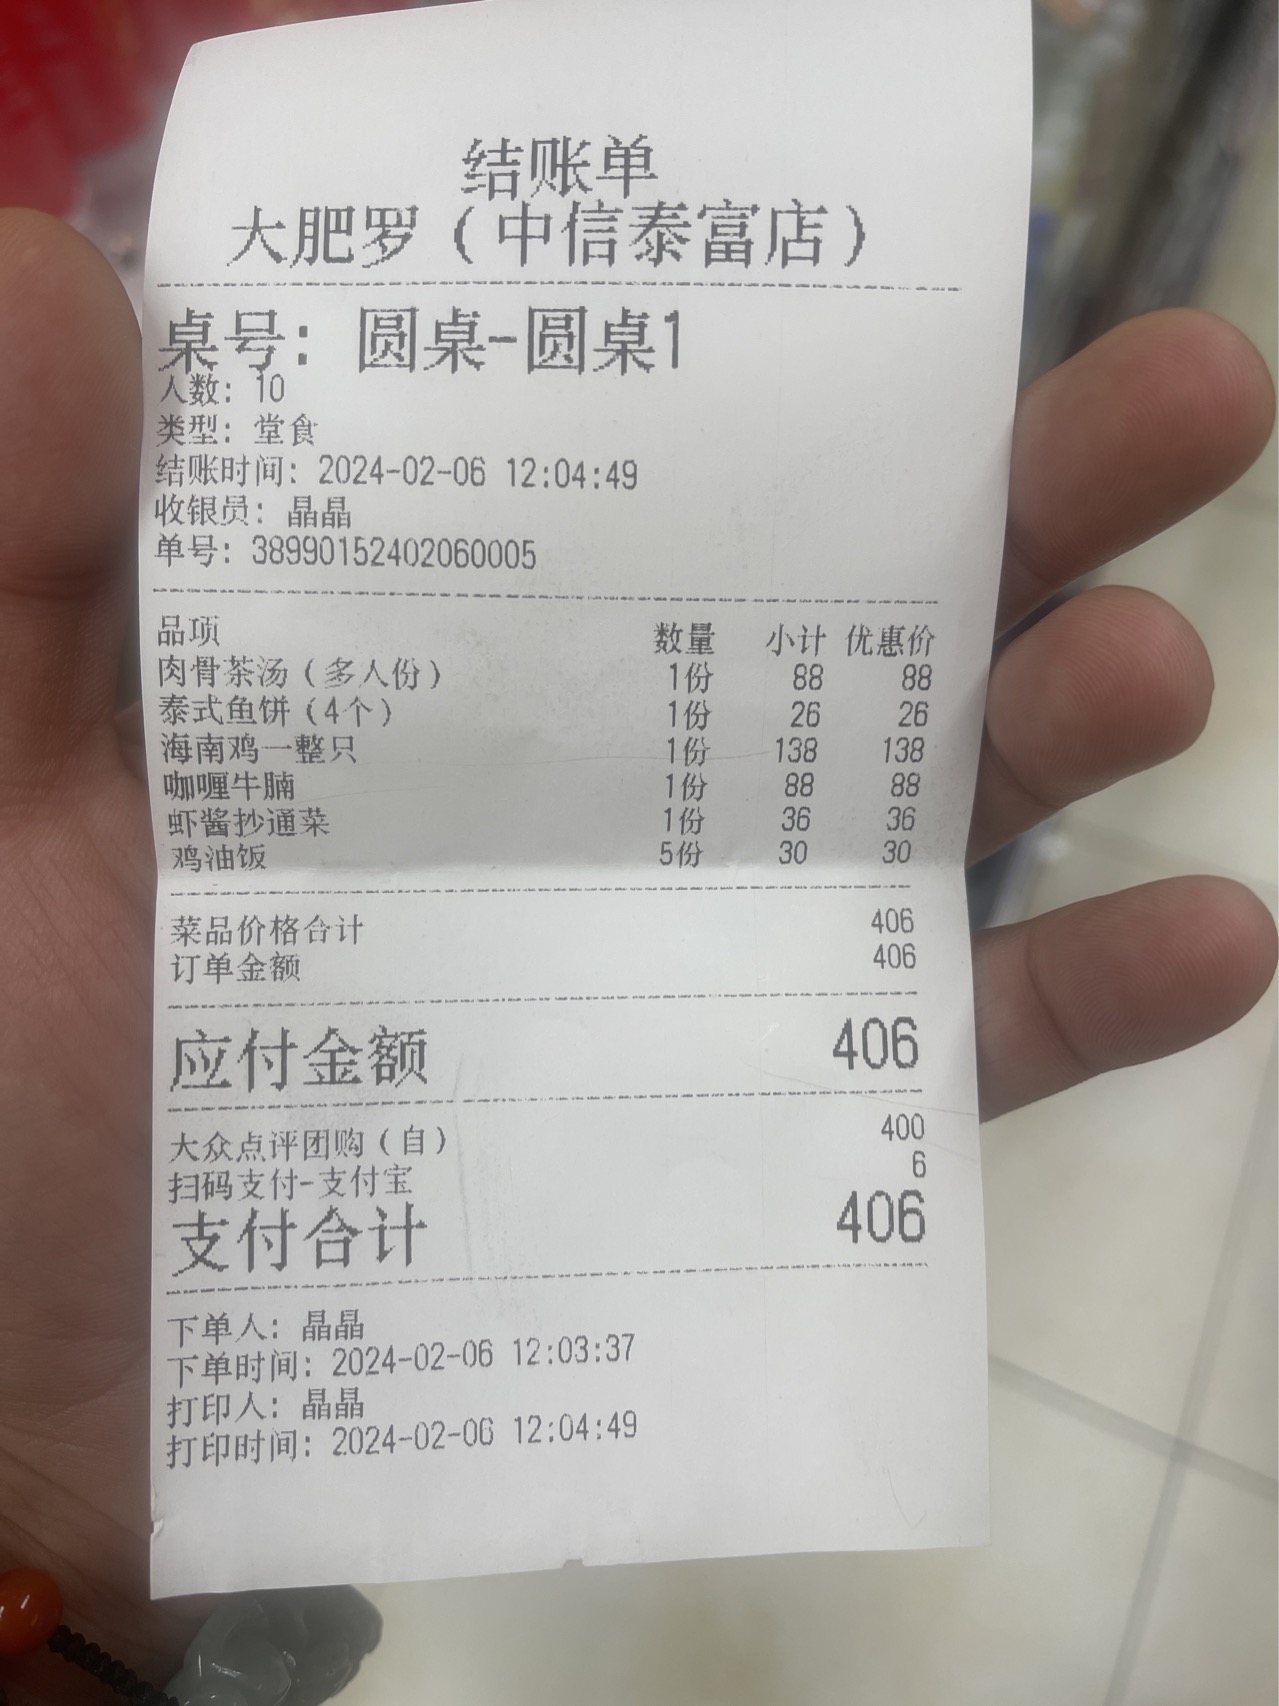 结账单
大肥罗（中信泰富店）
桌号：圆桌-圆桌1
人数：10
类型：堂食
结账时间：2024-02-06 12:04:49
收银员：晶晶
单号：38990152402060005
品项 数量 小计 优惠价
肉骨茶汤（多人份） 1份 88 88
泰式鱼饼（4个） 1份 26 26
海南鸡一整只 1份 138 138
咖喱牛腩 1份 88 88
虾酱抄通菜 1份 36 36
鸡油饭 5份 30 30
菜品价格合计 406
订单金额 406
应付金额 406
大众点评团购（自） 400
扫码支付-支付宝 6
支付合计 406
下单人：晶晶
下单时间：2024-02-06 12:03:37
打印人：晶晶
打印时间：2024-02-06 12:04:49